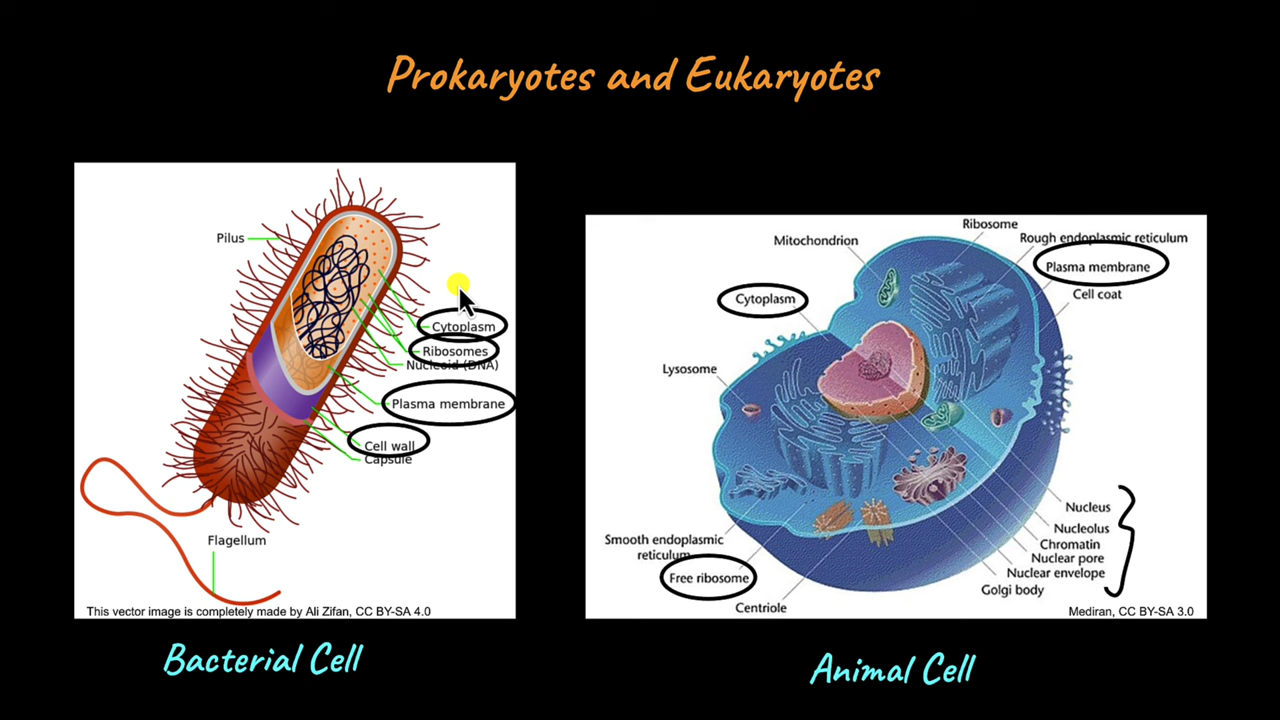 Prokaryotes and Eukaryotes
Pilus
Cytoplasm
Ribosomes
Nucleoid (DNA)
Plasma membrane
Cell wall
Capsule
Flagellum
This vector image is completely made by Ali Zifan, CC BY-SA 4.0
Bacterial Cell
Ribosome
Mitochondrion
Rough endoplasmic reticulum
Plasma membrane
Cell coat
Cytoplasm
Lysosome
Nucleus
Nucleolus
Chromatin
Nuclear pore
Nuclear envelope
Golgi body
Smooth endoplasmic
reticulum
Free ribosome
Centriole
Mediran, CC BY-SA 3.0
Animal Cell